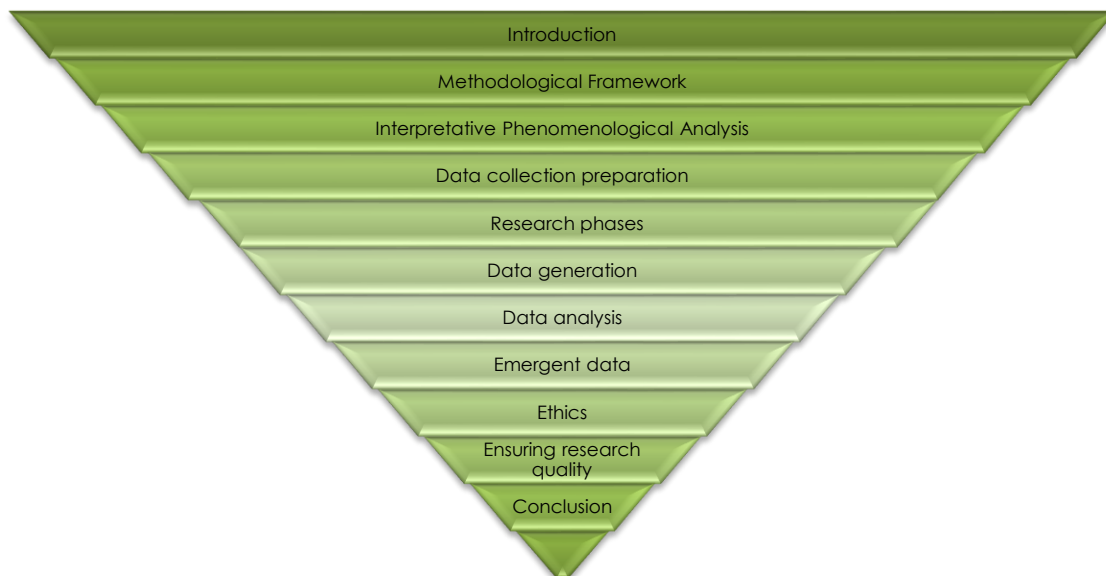 Introduction
Methodological Framework
Interpretative Phenomenological Analysis
Data collection preparation
Research phases
Data generation
Data analysis
Emergent data
Ethics
Ensuring research
quality
Conclusion